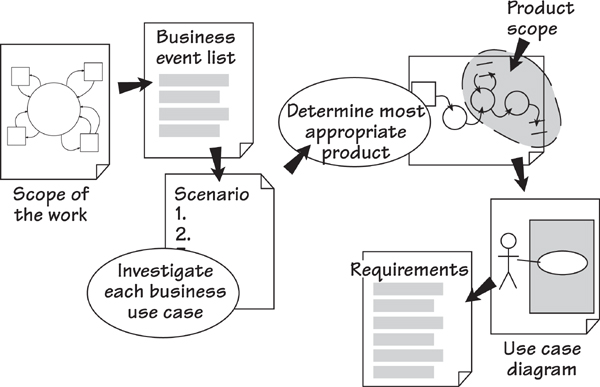 Business
event list
Scope of
the work
Scenario
1.
2.
Investigate
each business
use case
Determine most
appropriate
product
Product
scope
Use case
diagram
Requirements